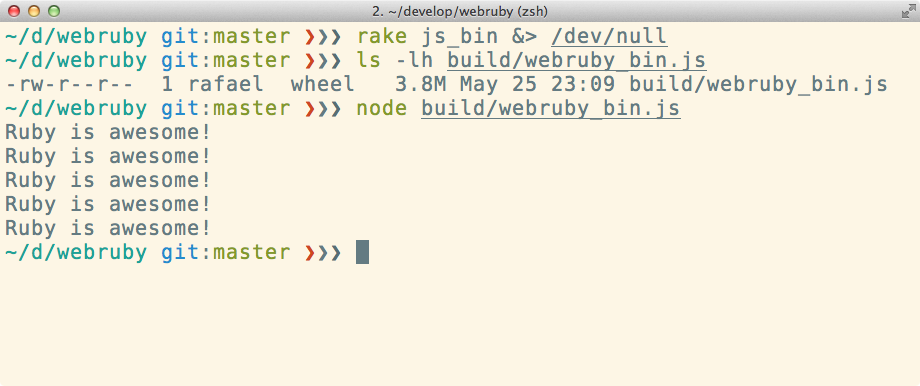 2. ~/develop/webruby (zsh)
~/d/webruby git:master ❯❯❯ rake js_bin &> /dev/null
~/d/webruby git:master ❯❯❯ ls -lh build/webruby_bin.js
-rw-r--r--  1 rafael  wheel   3.8M May 25 23:09 build/webruby_bin.js
~/d/webruby git:master ❯❯❯ node build/webruby_bin.js
Ruby is awesome!
Ruby is awesome!
Ruby is awesome!
Ruby is awesome!
Ruby is awesome!
~/d/webruby git:master ❯❯❯